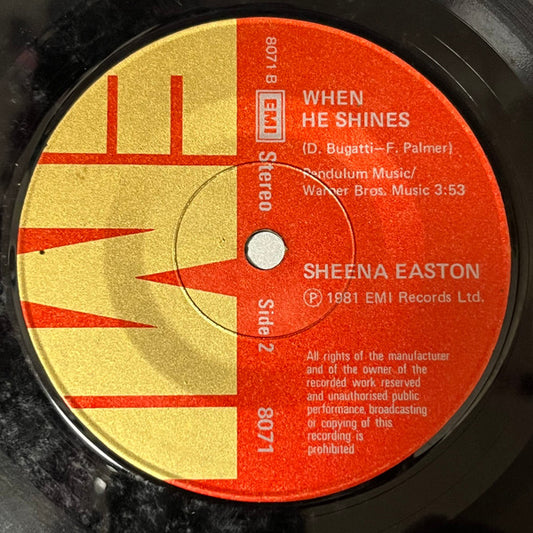 WHEN
HE SHINES
(D. Bugatti—F. Palmer)
Pendulum Music/
Warner Bros. Music 3:53
SHEENA EASTON
Ⓟ 1981 EMI Records Ltd.
All rights of the manufacturer
and of the owner of the
recorded work reserved
and unauthorised public
performance, broadcasting
or copying of this
recording is
prohibited
8071 B
EMI
Stereo
Side 2
8071
EMI